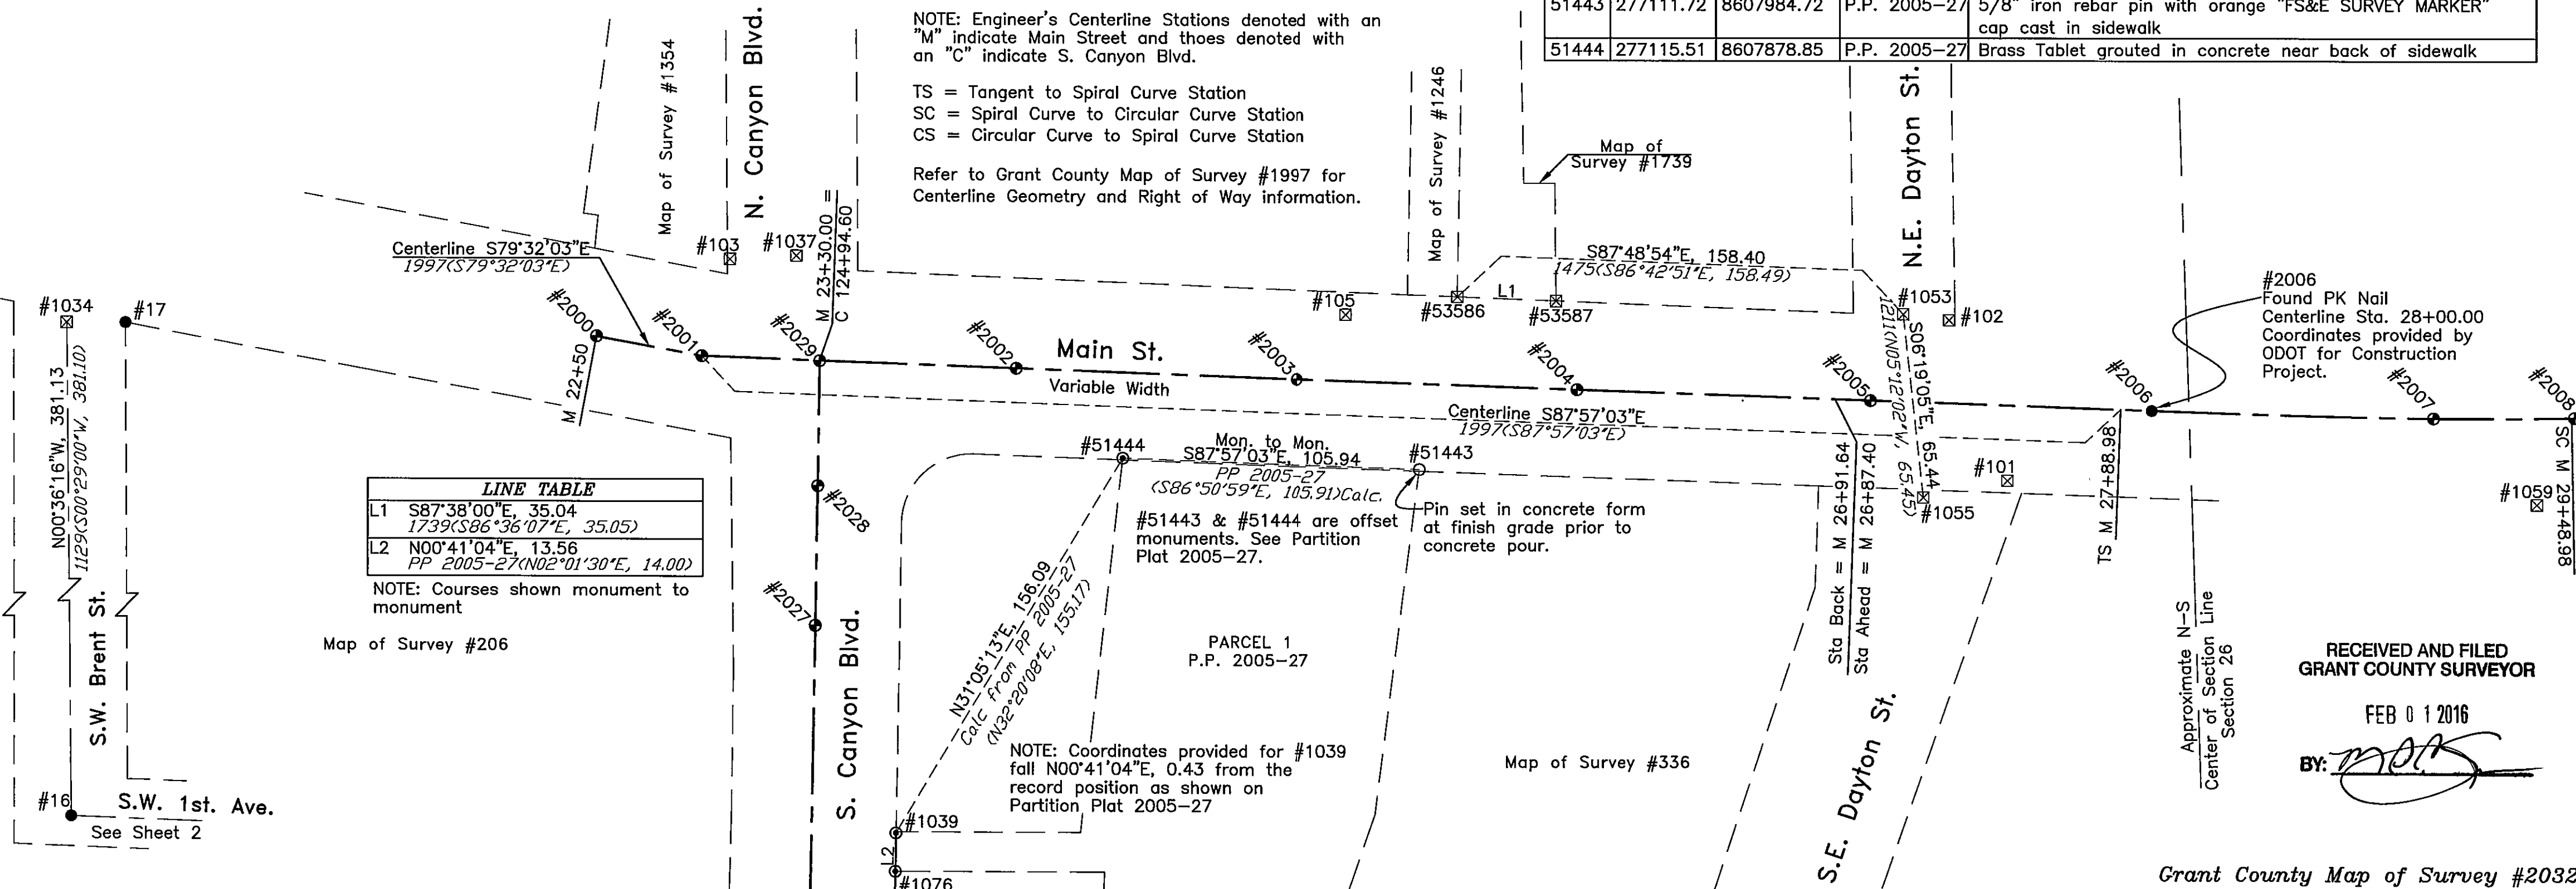 51443 277111.72 8607984.72 P.P. 2005-27 5/8" iron rebar pin with orange "FS&E SURVEY MARKER"
cap cast in sidewalk
51444 277115.51 8607878.85 P.P. 2005-27 Brass Tablet grouted in concrete near back of sidewalk
NOTE: Engineer's Centerline Stations denoted with an
"M" indicate Main Street and thoes denoted with
an "C" indicate S. Canyon Blvd.
TS = Tangent to Spiral Curve Station
SC = Spiral Curve to Circular Curve Station
CS = Circular Curve to Spiral Curve Station
Refer to Grant County Map of Survey #1997 for
Centerline Geometry and Right of Way information.
Map of Survey #1354
N. Canyon Blvd.
Map of Survey #1246
Map of
Survey #1739
N.E. Dayton St.
Centerline S79°32'03"E
1997(S79°32'03"E)
#103
#1037
M 23+30.00 =
C 124+94.60
S87°48'54"E, 158.40
1475(S86°42'51"E, 158.49)
#1034
#17
#2000
#2001
#2029
#2002
Main St.
Variable Width
#105
#2003
#53586
L1
#53587
#2004
#1053
#102
#2005
S06°19'05"E, 65.44
1211(N05°12'02"W, 65.45)
#2006
Found PK Nail
Centerline Sta. 28+00.00
Coordinates provided by
ODOT for Construction
Project.
#2006
#2007
#2008
M 22+50
Centerline S87°57'03"E
1997(S87°57'03"E)
N00°36'16"W, 381.13
1129(S00°29'00"W, 381.10)
#51444
Mon. to Mon.
S87°57'03"E, 105.94
PP 2005-27
(S86°50'59"E, 105.91)Calc.
#51443
#51443 & #51444 are offset
monuments. See Partition
Plat 2005-27.
Pin set in concrete form
at finish grade prior to
concrete pour.
Sta Back = M 26+91.64
Sta Ahead = M 26+87.40
#101
#1055
TS M 27+88.98
#1059
SC M 29+48.98
LINE TABLE
L1 S87°38'00"E, 35.04
1739(S86°36'07"E, 35.05)
L2 N00°41'04"E, 13.56
PP 2005-27(N02°01'30"E, 14.00)
NOTE: Courses shown monument to
monument
#2028
#2027
S.W. Brent St.
Map of Survey #206
S. Canyon Blvd.
N31°05'13"E, 156.09
Calc from PP 2005-27
(N32°20'08"E, 155.17)
PARCEL 1
P.P. 2005-27
Approximate N-S
Center of Section Line
Section 26
RECEIVED AND FILED
GRANT COUNTY SURVEYOR
FEB 01 2016
BY:
NOTE: Coordinates provided for #1039
fall N00°41'04"E, 0.43 from the
record position as shown on
Partition Plat 2005-27
Map of Survey #336
S.E. Dayton St.
#16
S.W. 1st. Ave.
See Sheet 2
#1039
L2
#1076
Grant County Map of Survey #2032